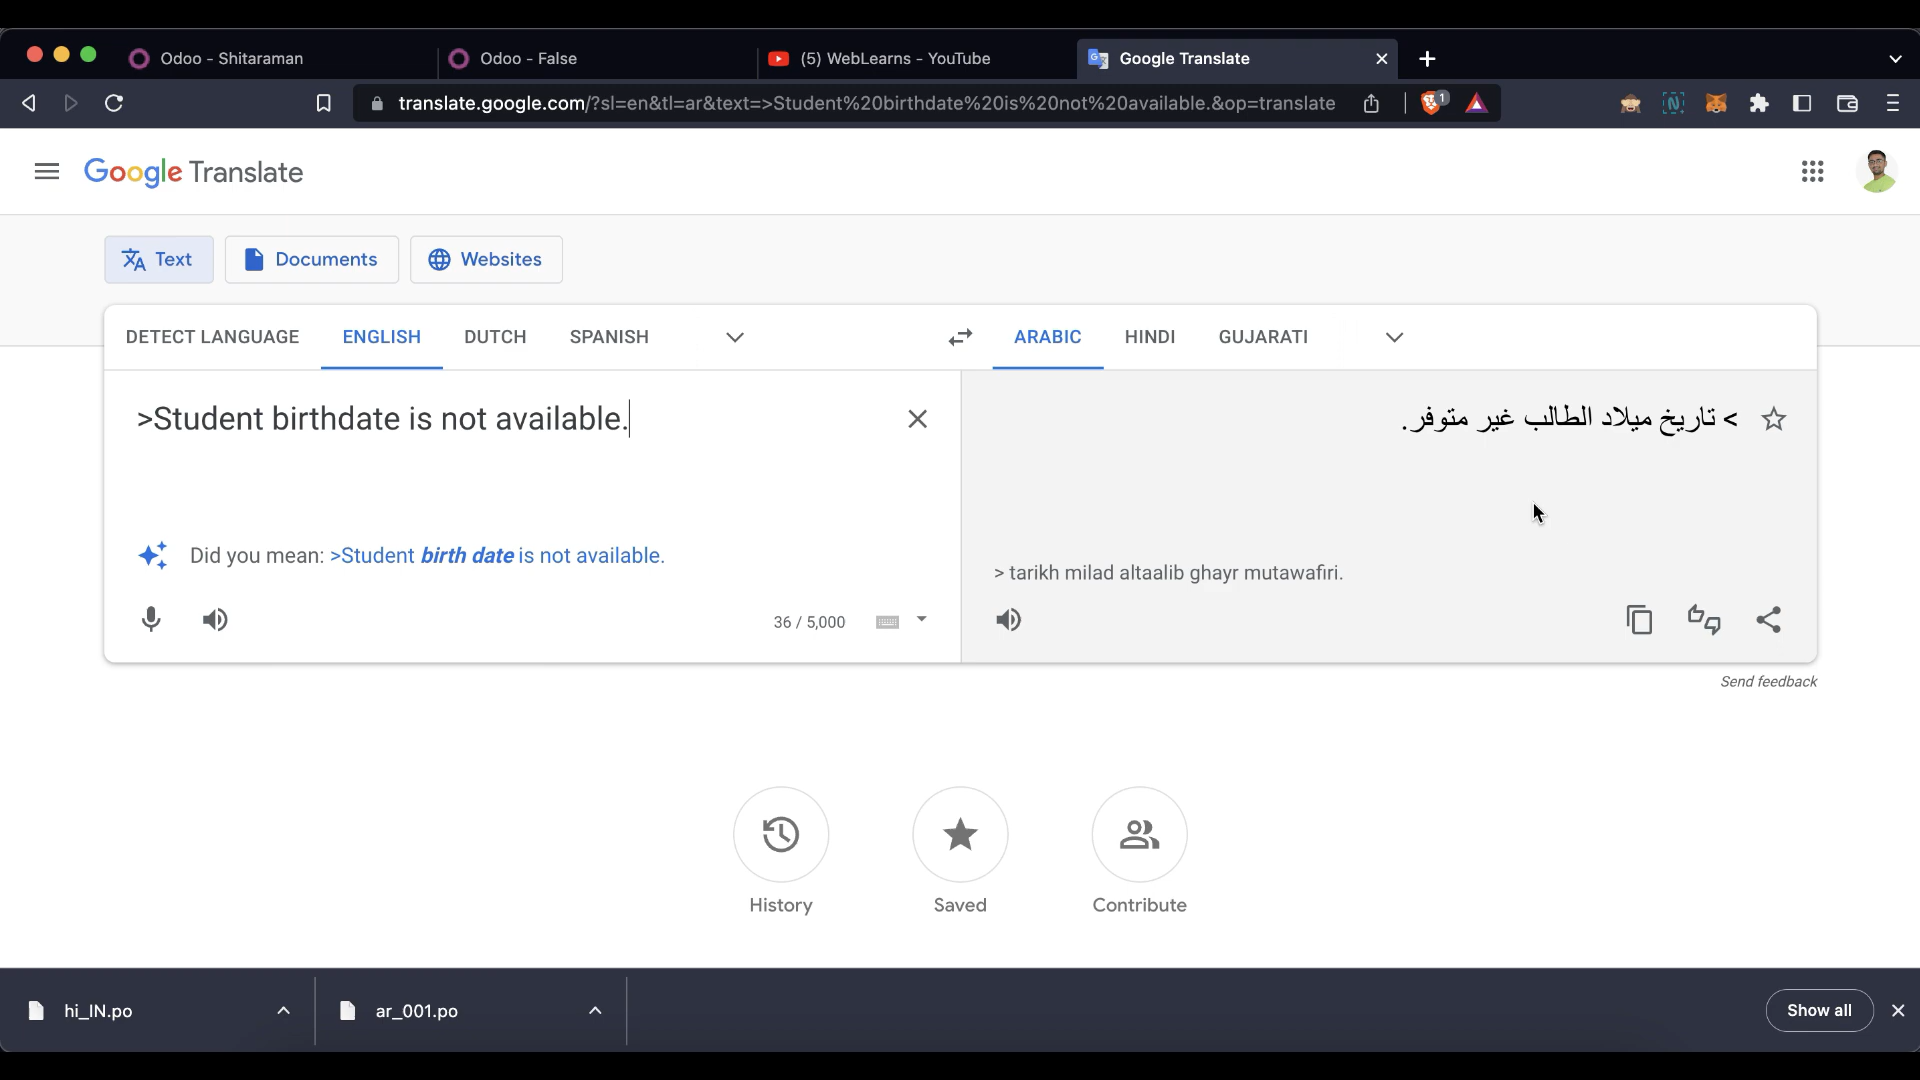 Odoo - Shitaraman
Odoo - False
(5) WebLearns - YouTube
Google Translate
translate.google.com/?sl=en&tl=ar&text=>Student%20birthdate%20is%20not%20available.&op=translate
1
Google Translate
Text
Documents
Websites
DETECT LANGUAGE
ENGLISH
DUTCH
SPANISH
ARABIC
HINDI
GUJARATI
>Student birthdate is not available.
> تاريخ ميلاد الطالب غير متوفر.
Did you mean: >Student birth date is not available.
> tarikh milad altaalib ghayr mutawafiri.
36 / 5,000
Send feedback
History
Saved
Contribute
hi_IN.po
ar_001.po
Show all